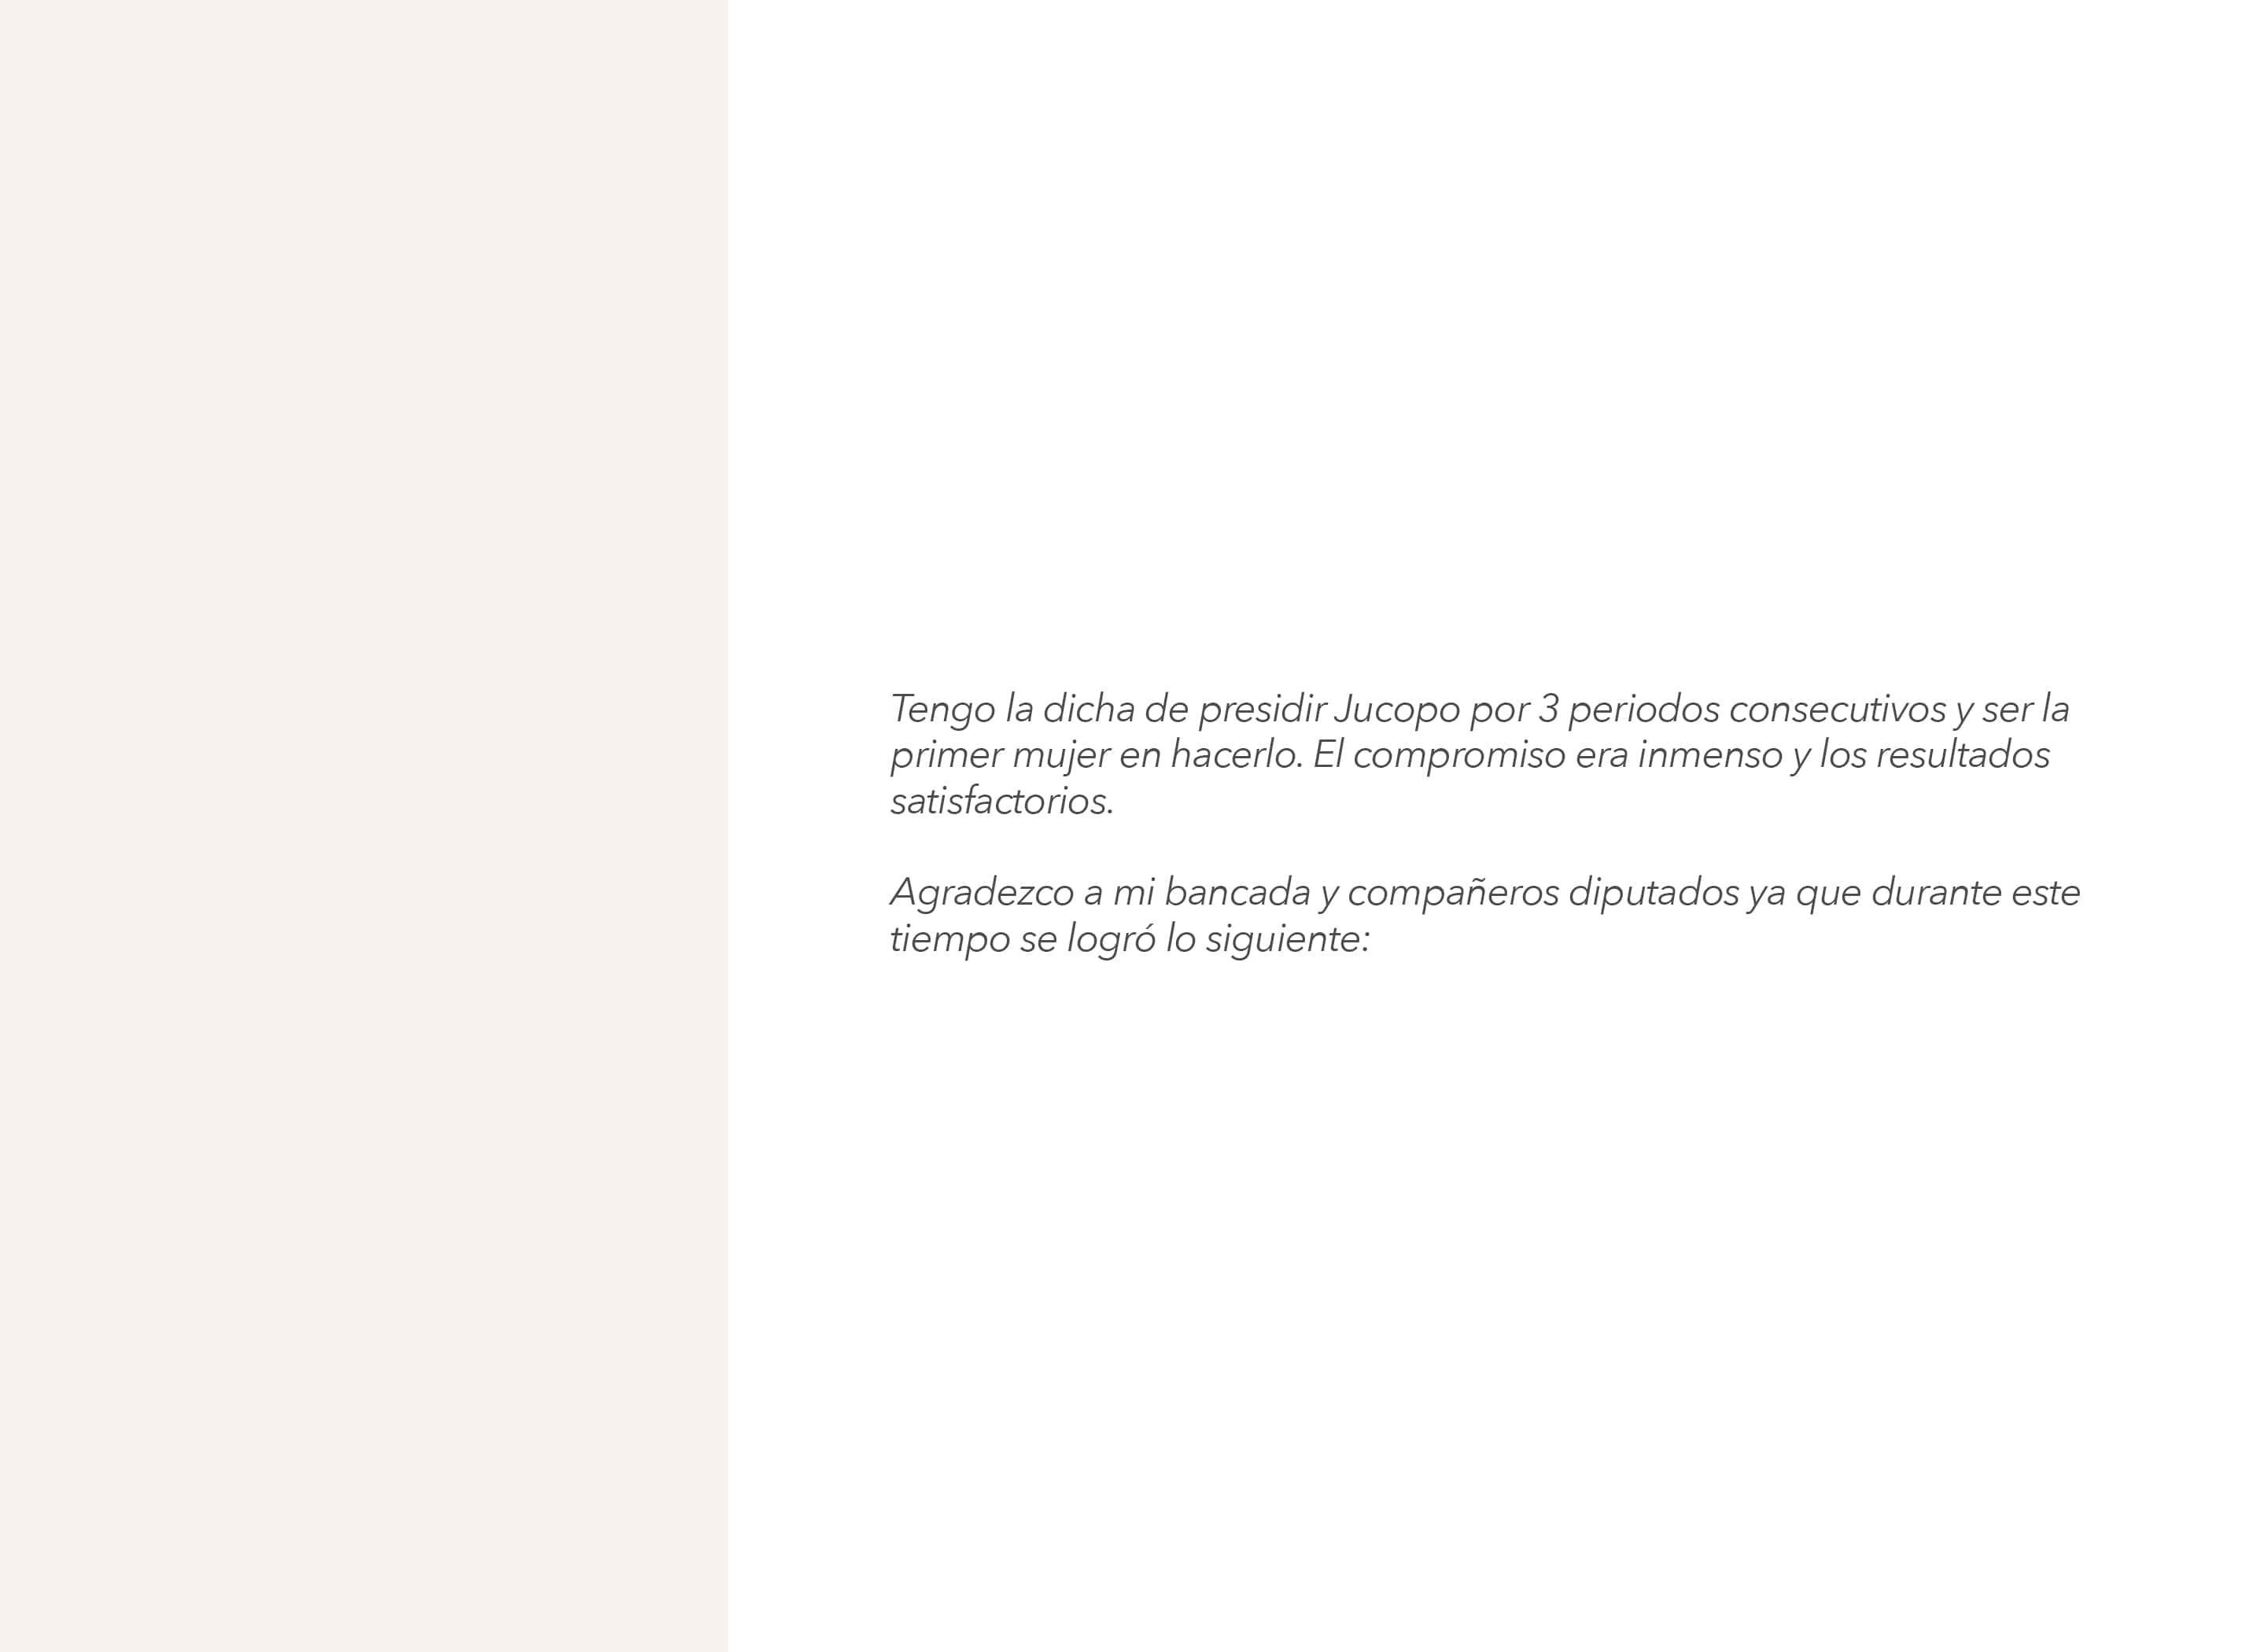 Tengo la dicha de presidir Jucopo por 3 periodos consecutivos y ser la
primer mujer en hacerlo. El compromiso era inmenso y los resultados
satisfactorios.
Agradezco a mi bancada y compañeros diputados ya que durante este
tiempo se logró lo siguiente: